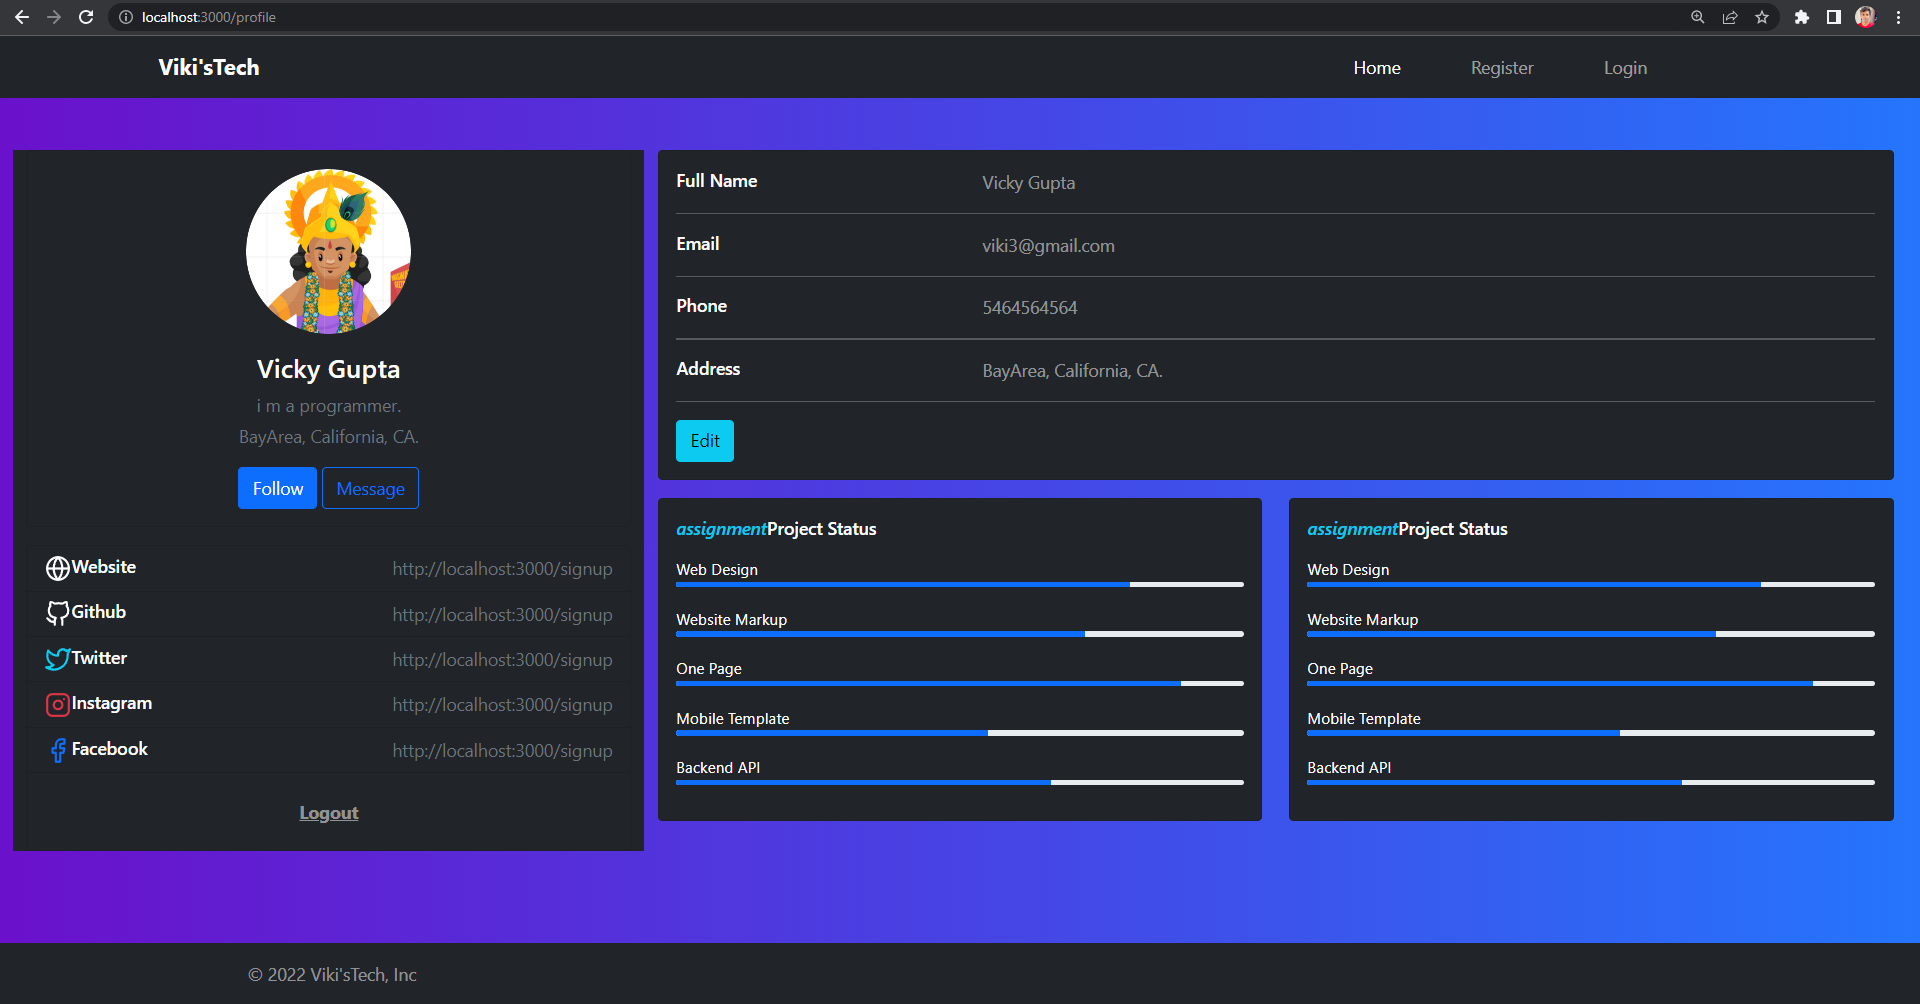 localhost:3000/profile
Viki'sTech
Home Register Login
Vicky Gupta
i m a programmer.
BayArea, California, CA.
Follow Message
Website http://localhost:3000/signup
Github http://localhost:3000/signup
Twitter http://localhost:3000/signup
Instagram http://localhost:3000/signup
Facebook http://localhost:3000/signup
Logout
Full Name Vicky Gupta
Email viki3@gmail.com
Phone 5464564564
Address BayArea, California, CA.
Edit
assignmentProject Status
Web Design
Website Markup
One Page
Mobile Template
Backend API
assignmentProject Status
Web Design
Website Markup
One Page
Mobile Template
Backend API
© 2022 Viki'sTech, Inc